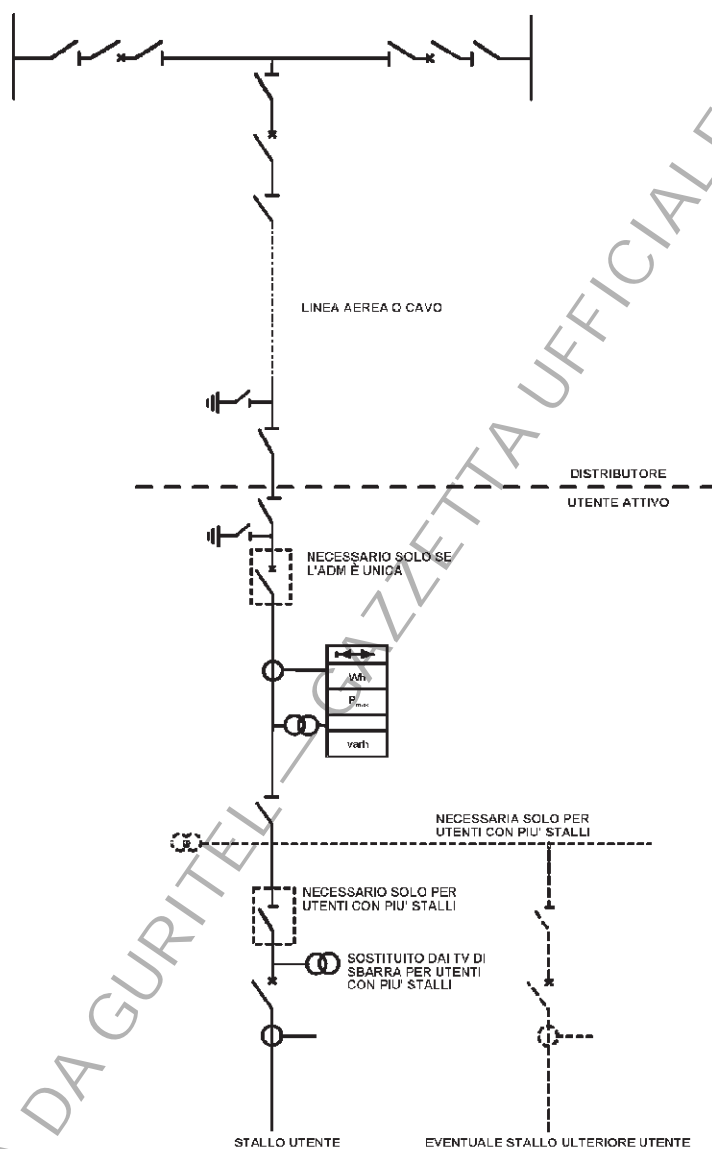 LINEA AEREA O CAVO
DISTRIBUTORE
UTENTE ATTIVO
NECESSARIO SOLO SE
L'ADM È UNICA
Wh
Pmax
varh
NECESSARIA SOLO PER
UTENTI CON PIU' STALLI
NECESSARIO SOLO PER
UTENTI CON PIU' STALLI
SOSTITUITO DAI TV DI
SBARRA PER UTENTI
CON PIU' STALLI
STALLO UTENTE
EVENTUALE STALLO ULTERIORE UTENTE
DA GURITEL — GAZZETTA UFFICIALE